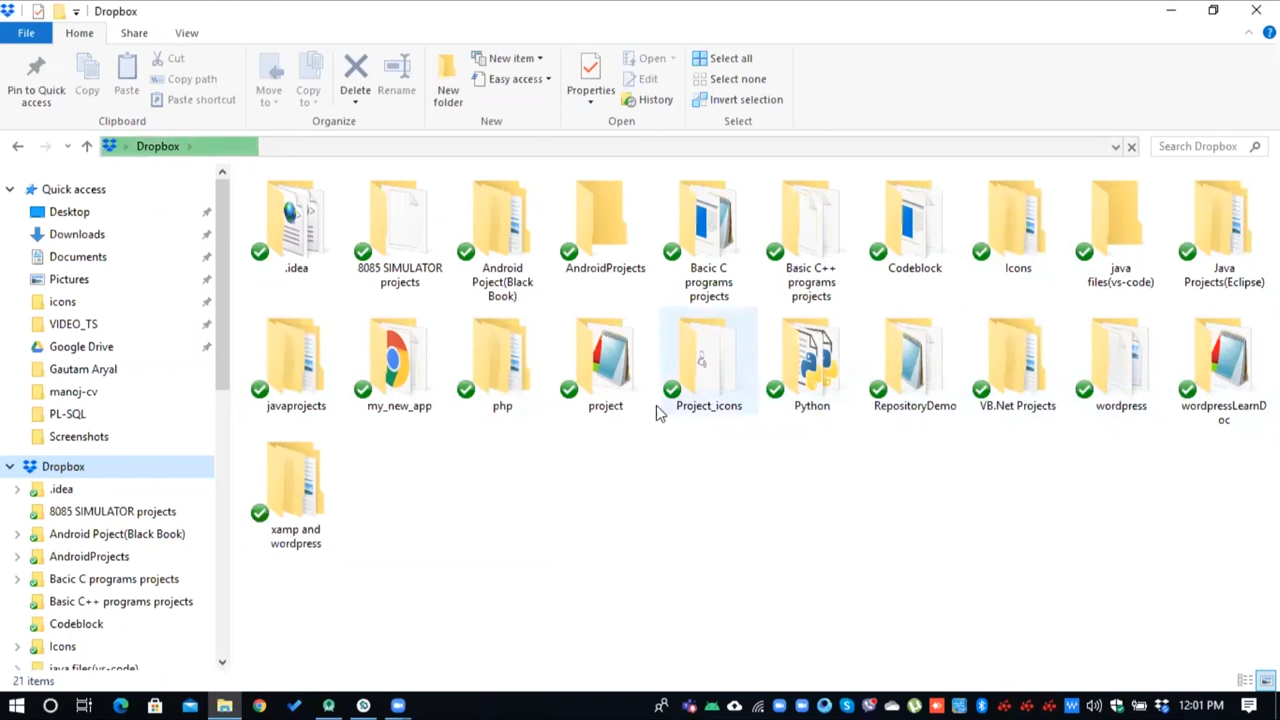 Dropbox
File Home Share View
Pin to Quick access
Copy
Paste
Cut
Copy path
Paste shortcut
Clipboard
Move to
Copy to
Delete
Rename
Organize
New folder
New item
Easy access
New
Properties
Open
Edit
History
Open
Select all
Select none
Invert selection
Select
Dropbox
Search Dropbox
Quick access
Desktop
Downloads
Documents
Pictures
icons
VIDEO_TS
Google Drive
Gautam Aryal
manoj-cv
PL-SQL
Screenshots
Dropbox
.idea
8085 SIMULATOR projects
Android Poject(Black Book)
AndroidProjects
Bacic C programs projects
Basic C++ programs projects
Codeblock
Icons
java files(vs-code)
.idea
8085 SIMULATOR
projects
Android
Poject(Black
Book)
AndroidProjects
Bacic C
programs
projects
Basic C++
programs
projects
Codeblock
Icons
java
files(vs-code)
Java
Projects(Eclipse)
javaprojects
my_new_app
php
project
Project_icons
Python
RepositoryDemo
VB.Net Projects
wordpress
wordpressLearnD
oc
xamp and
wordpress
21 items
12:01 PM